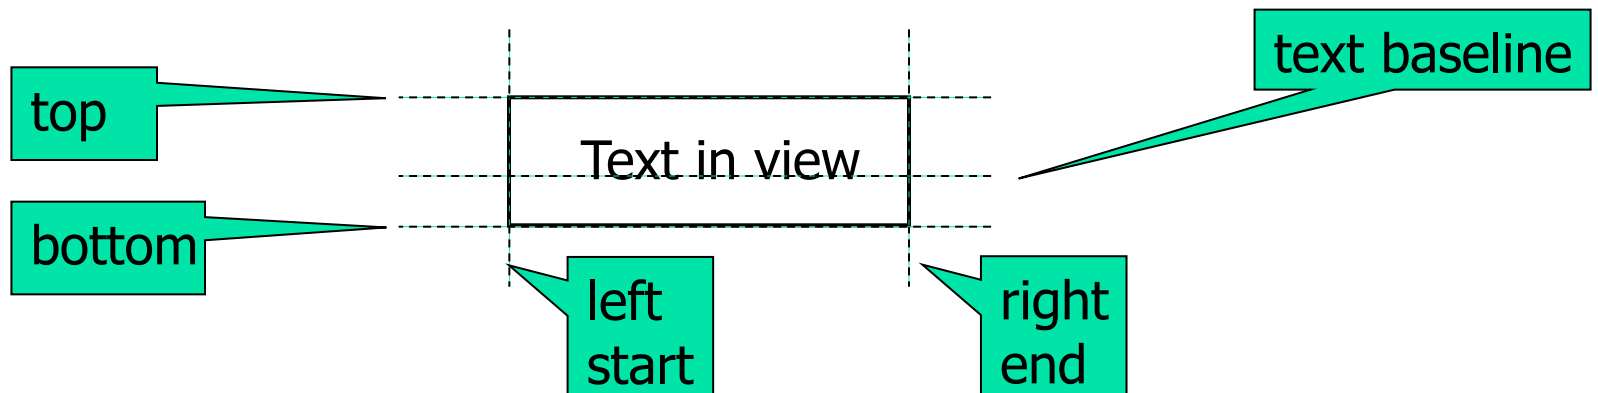 text baseline
top
Text in view
bottom
left
start
right
end